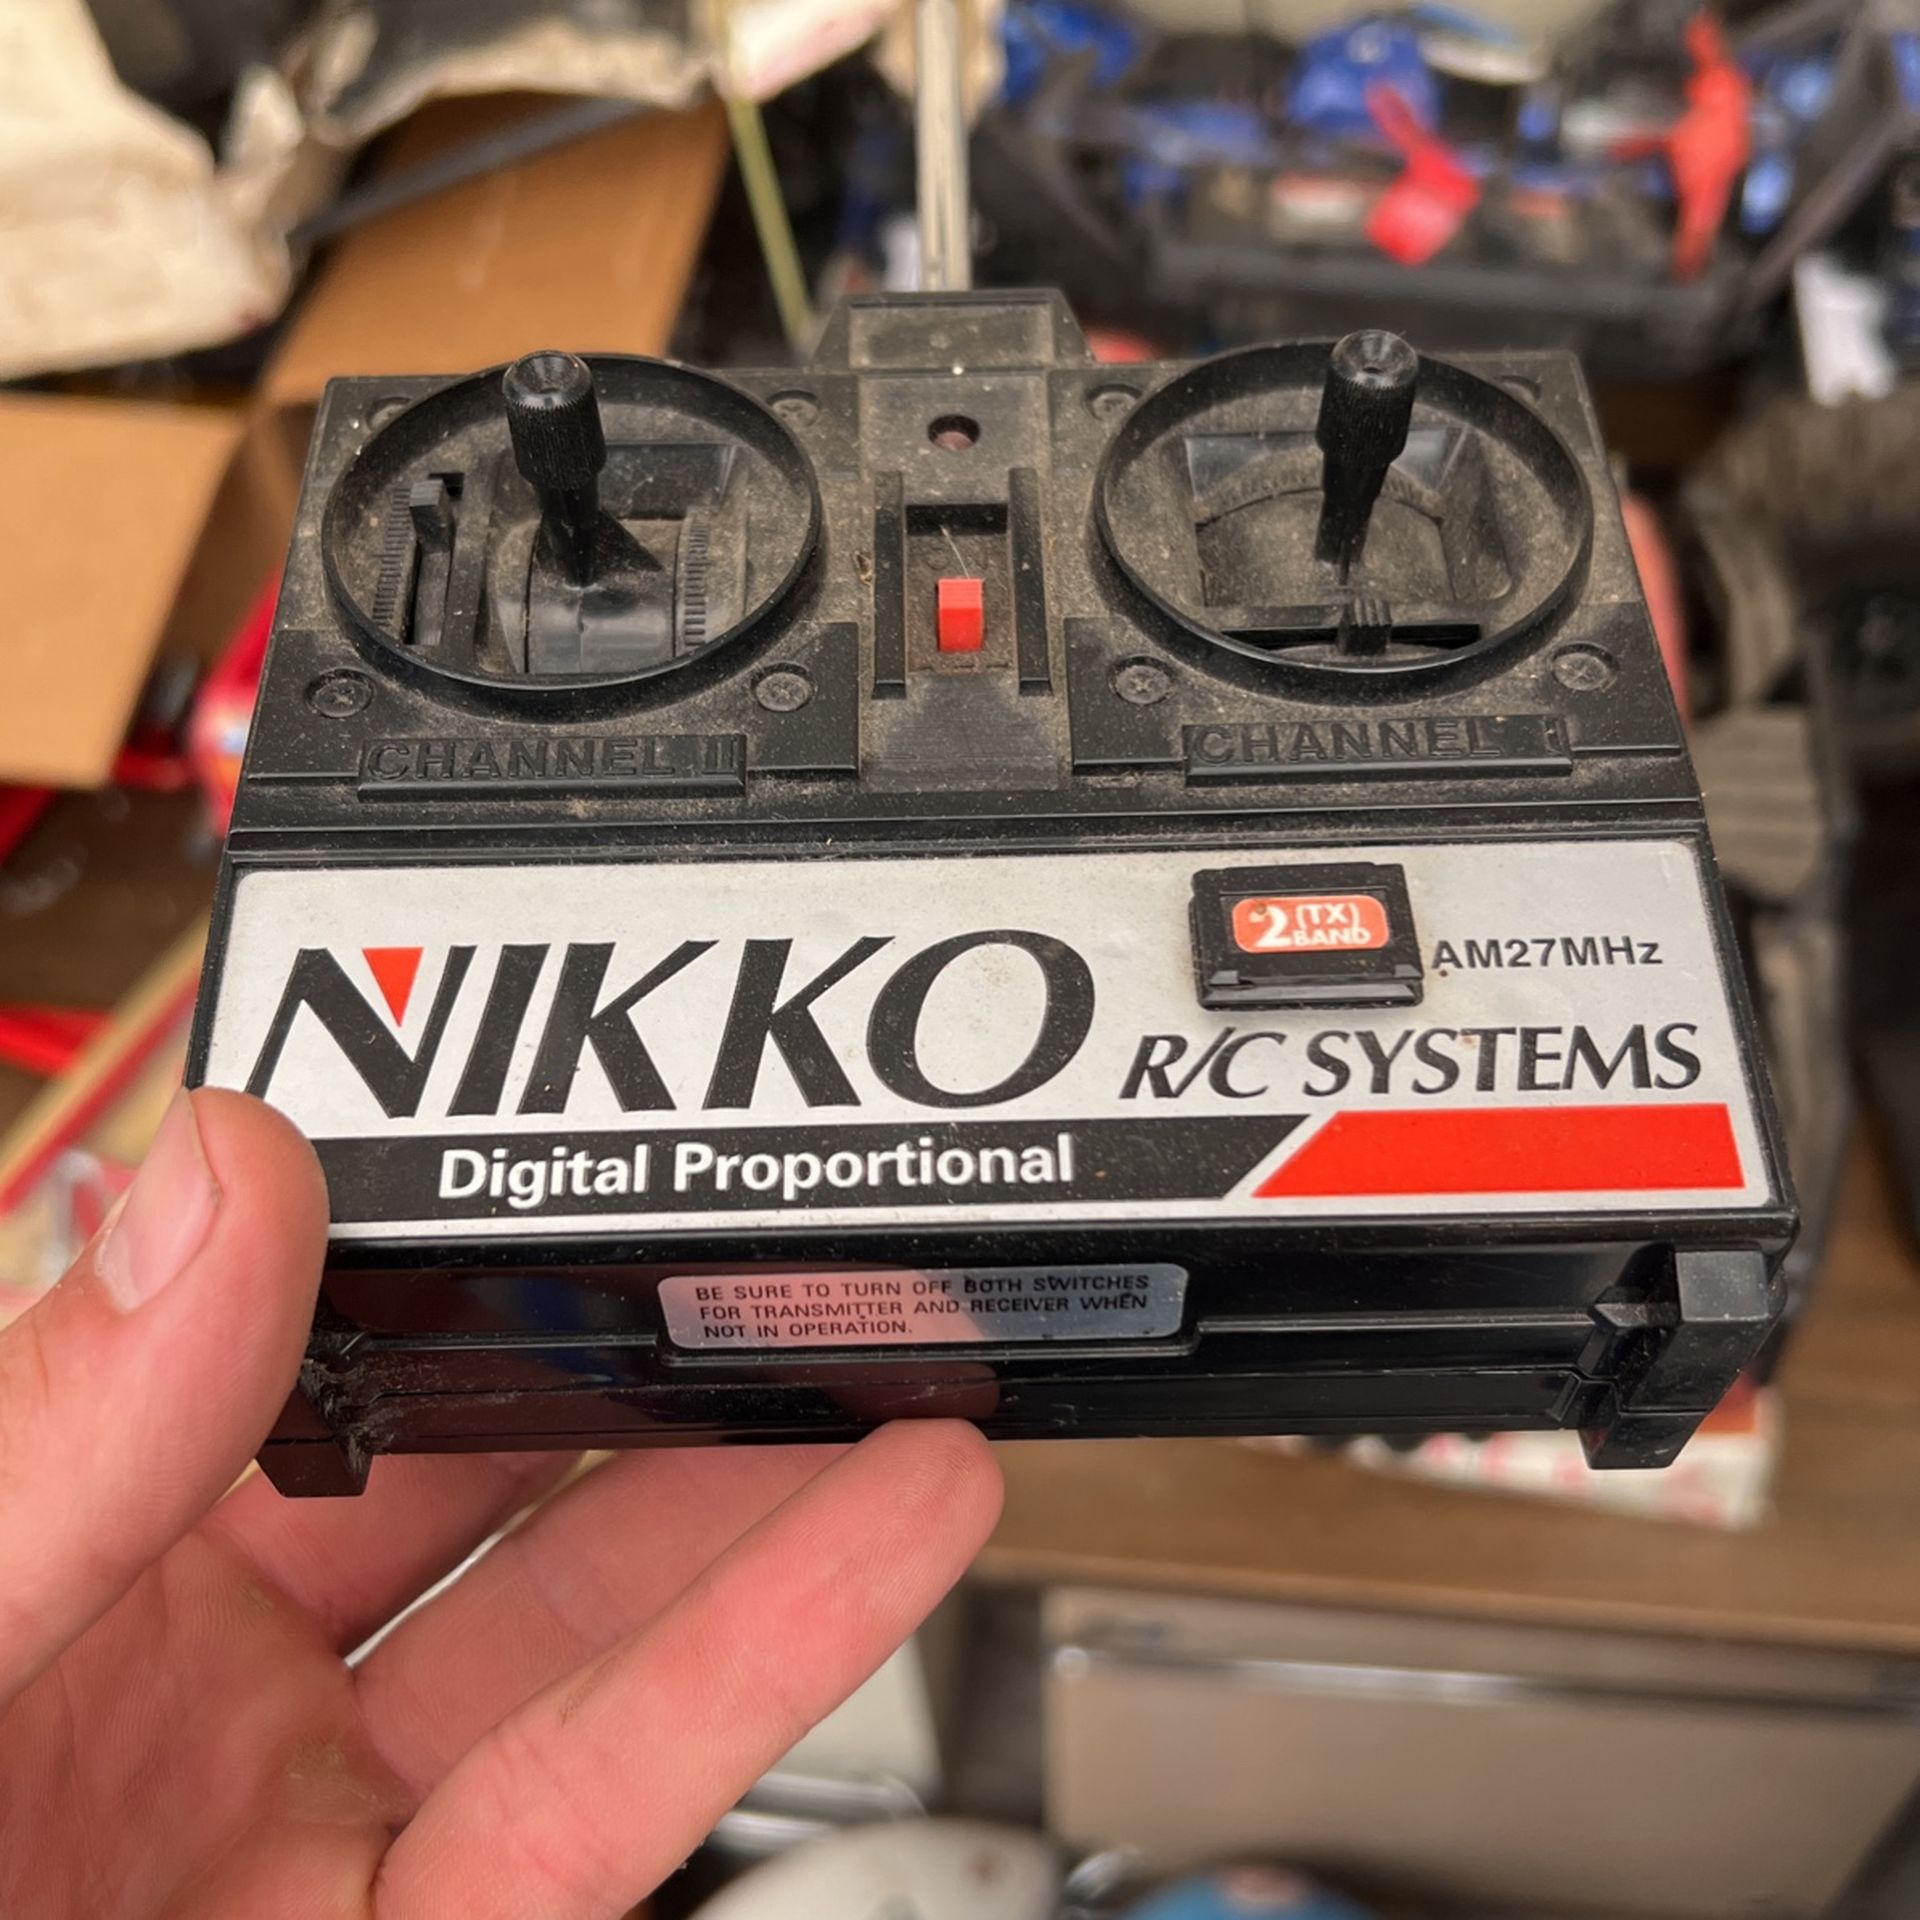 CHANNEL II
CHANNEL I
2 (TX) BAND
AM27MHz
NIKKO R/C SYSTEMS
Digital Proportional
BE SURE TO TURN OFF BOTH SWITCHES
FOR TRANSMITTER AND RECEIVER WHEN
NOT IN OPERATION.